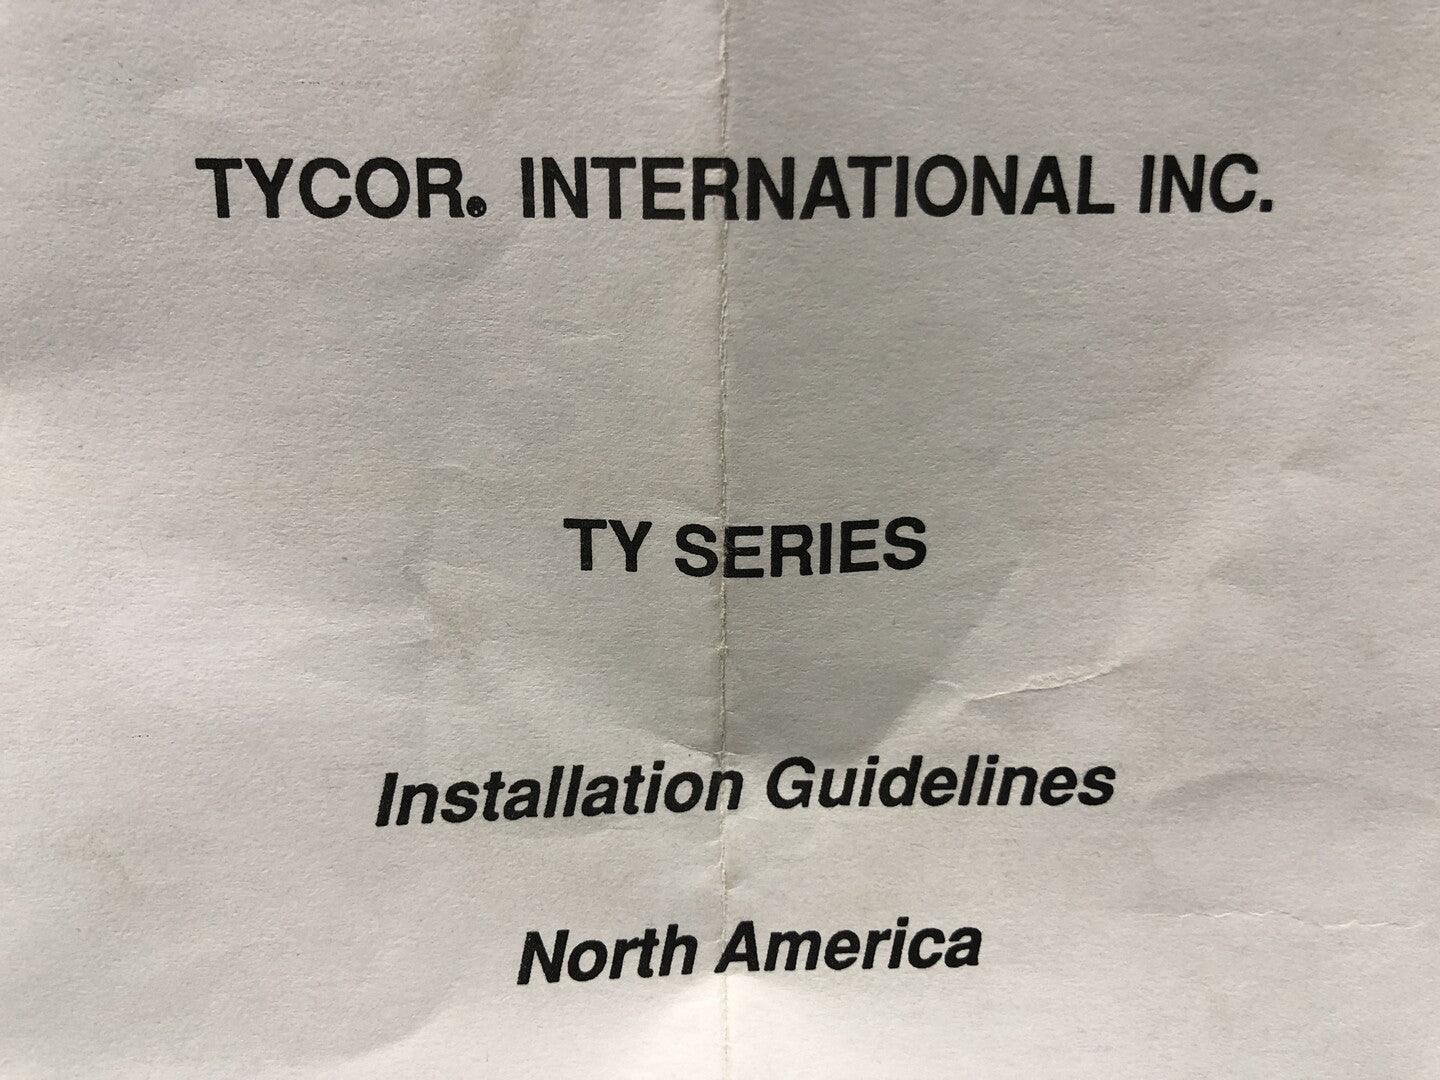 TYCOR® INTERNATIONAL INC.
TY SERIES
Installation Guidelines
North America